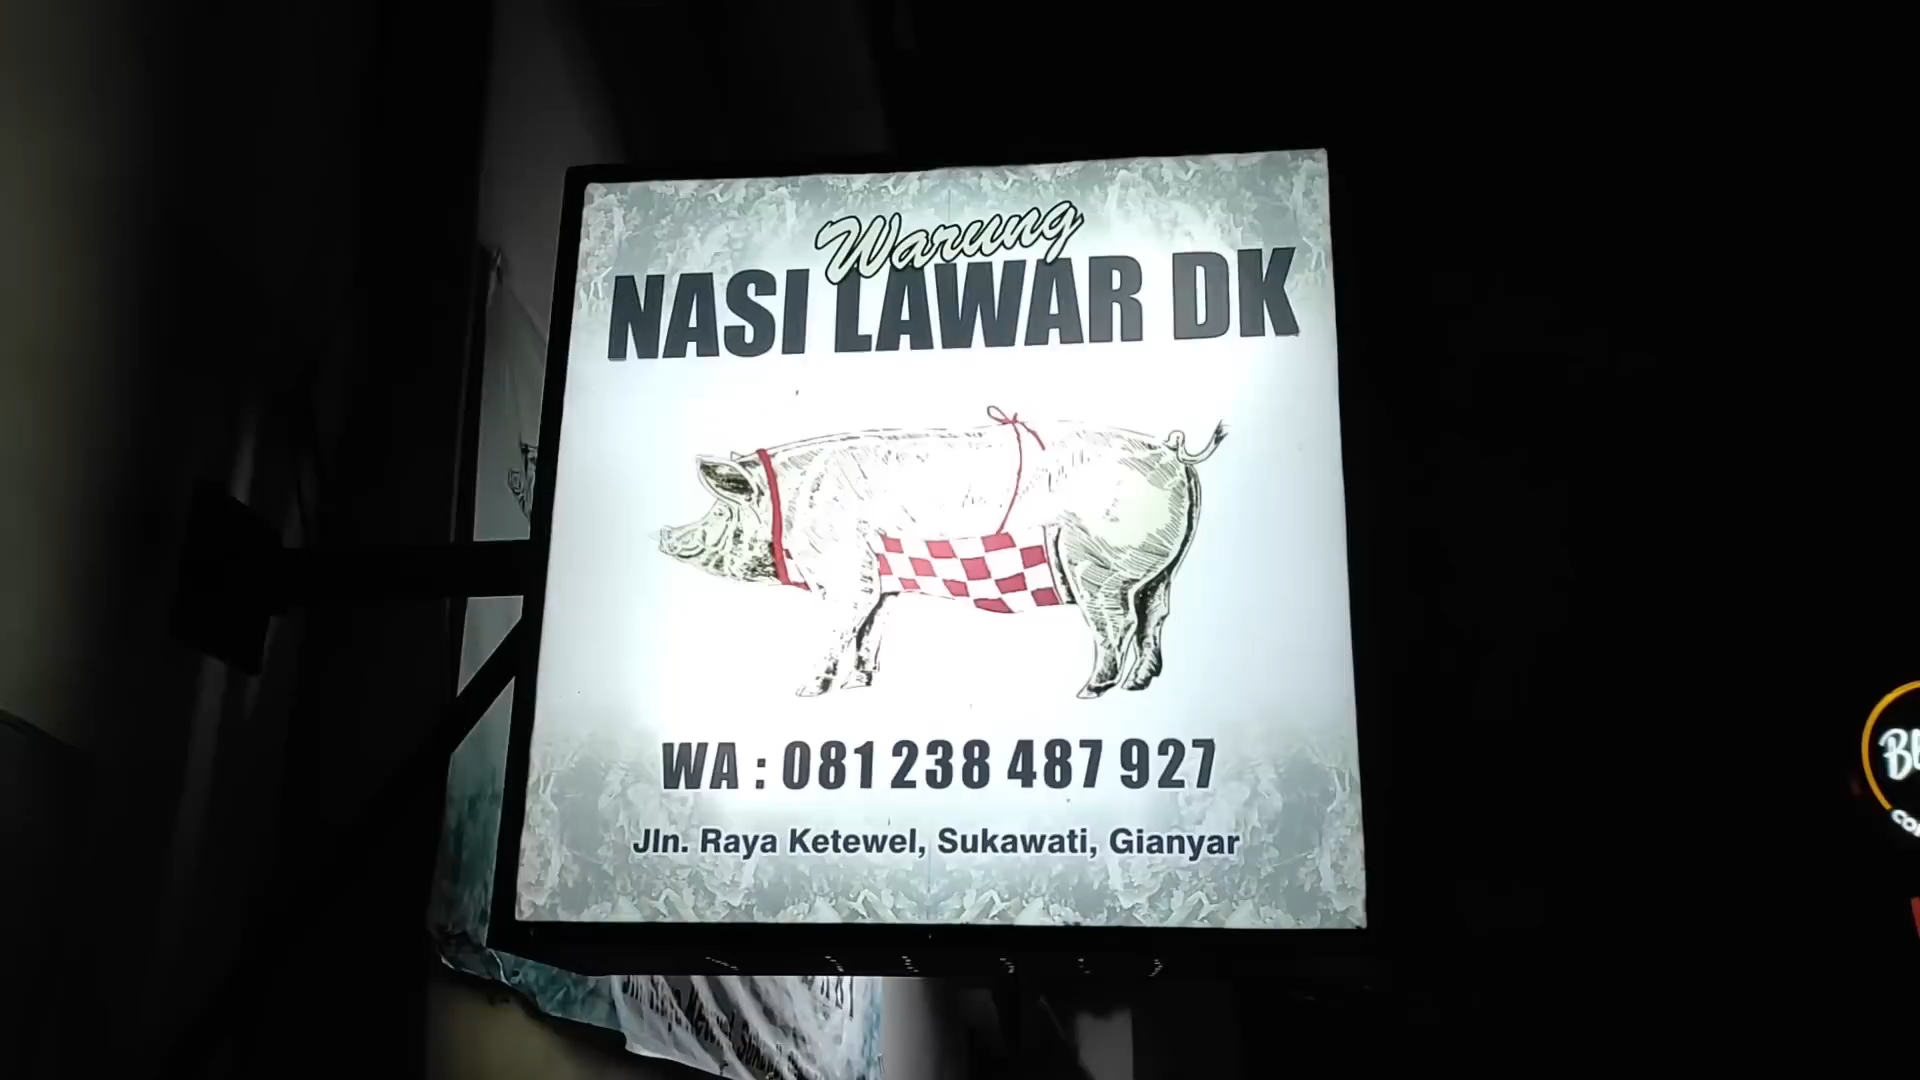 Warung
NASI LAWAR DK
WA : 081 238 487 927
Jln. Raya Ketewel, Sukawati, Gianyar